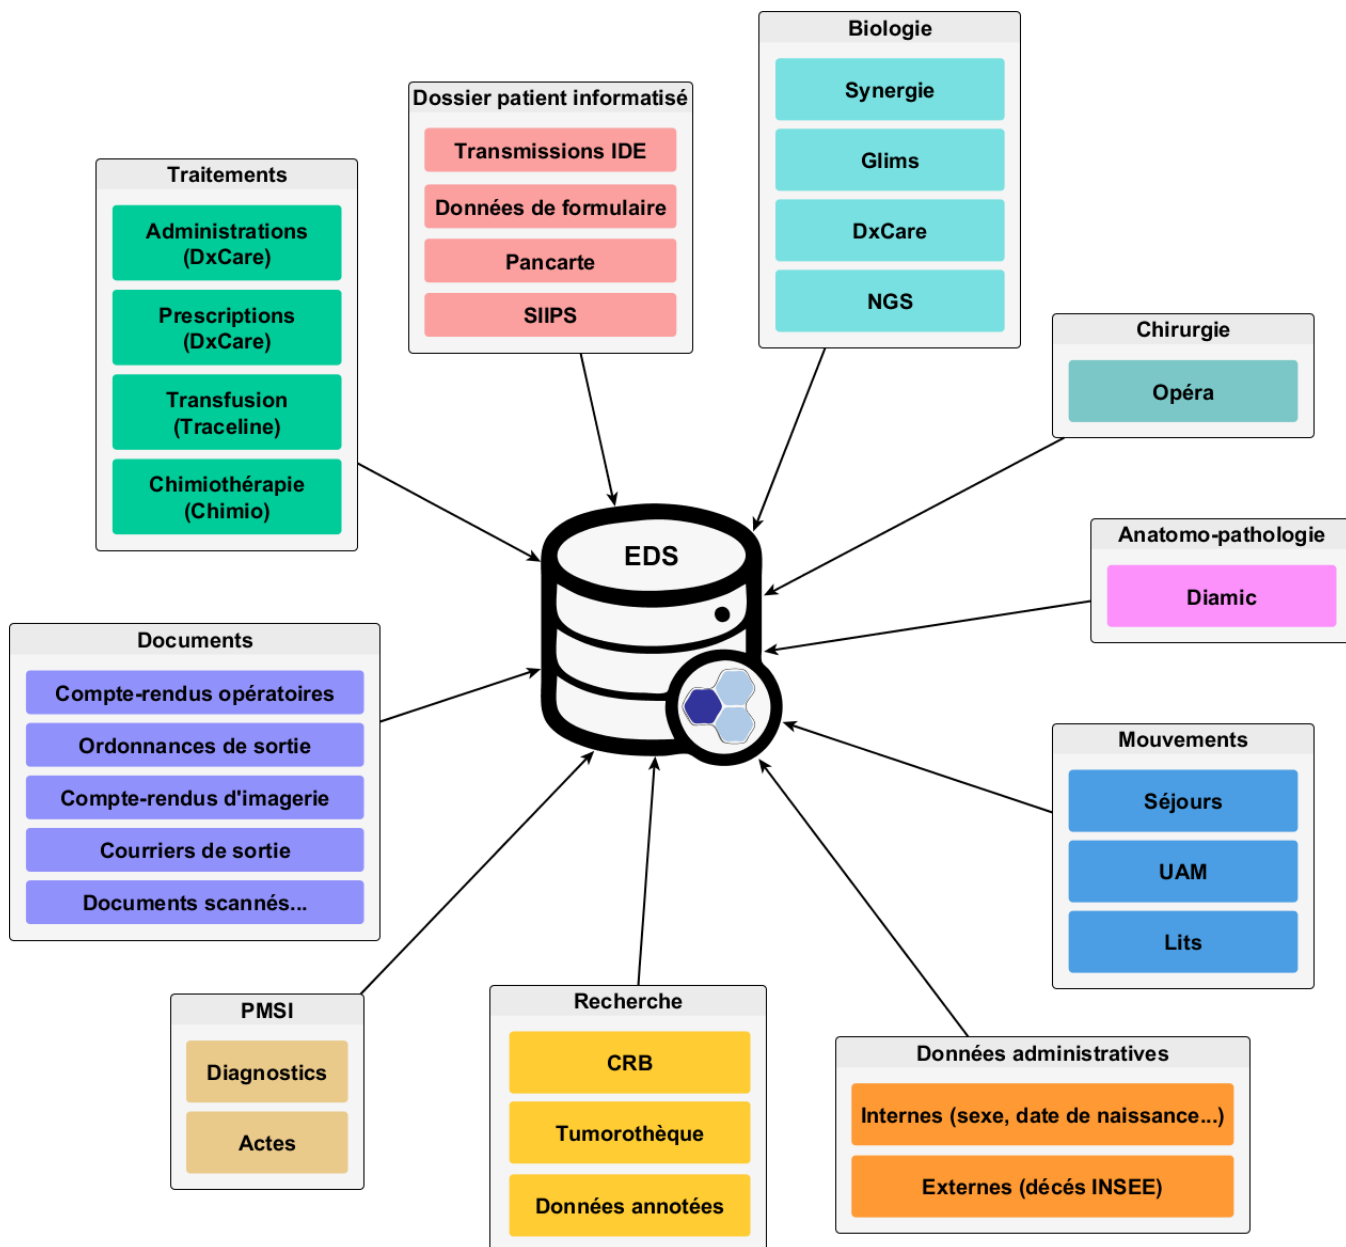 Biologie
Synergie
Glims
DxCare
NGS
Dossier patient informatisé
Transmissions IDE
Données de formulaire
Pancarte
SIIPS
Traitements
Administrations
(DxCare)
Prescriptions
(DxCare)
Transfusion
(Traceline)
Chimiothérapie
(Chimio)
Chirurgie
Opéra
EDS
Anatomo-pathologie
Diamic
Documents
Compte-rendus opératoires
Ordonnances de sortie
Compte-rendus d'imagerie
Courriers de sortie
Documents scannés...
Mouvements
Séjours
UAM
Lits
PMSI
Diagnostics
Actes
Recherche
CRB
Tumorothèque
Données annotées
Données administratives
Internes (sexe, date de naissance...)
Externes (décés INSEE)